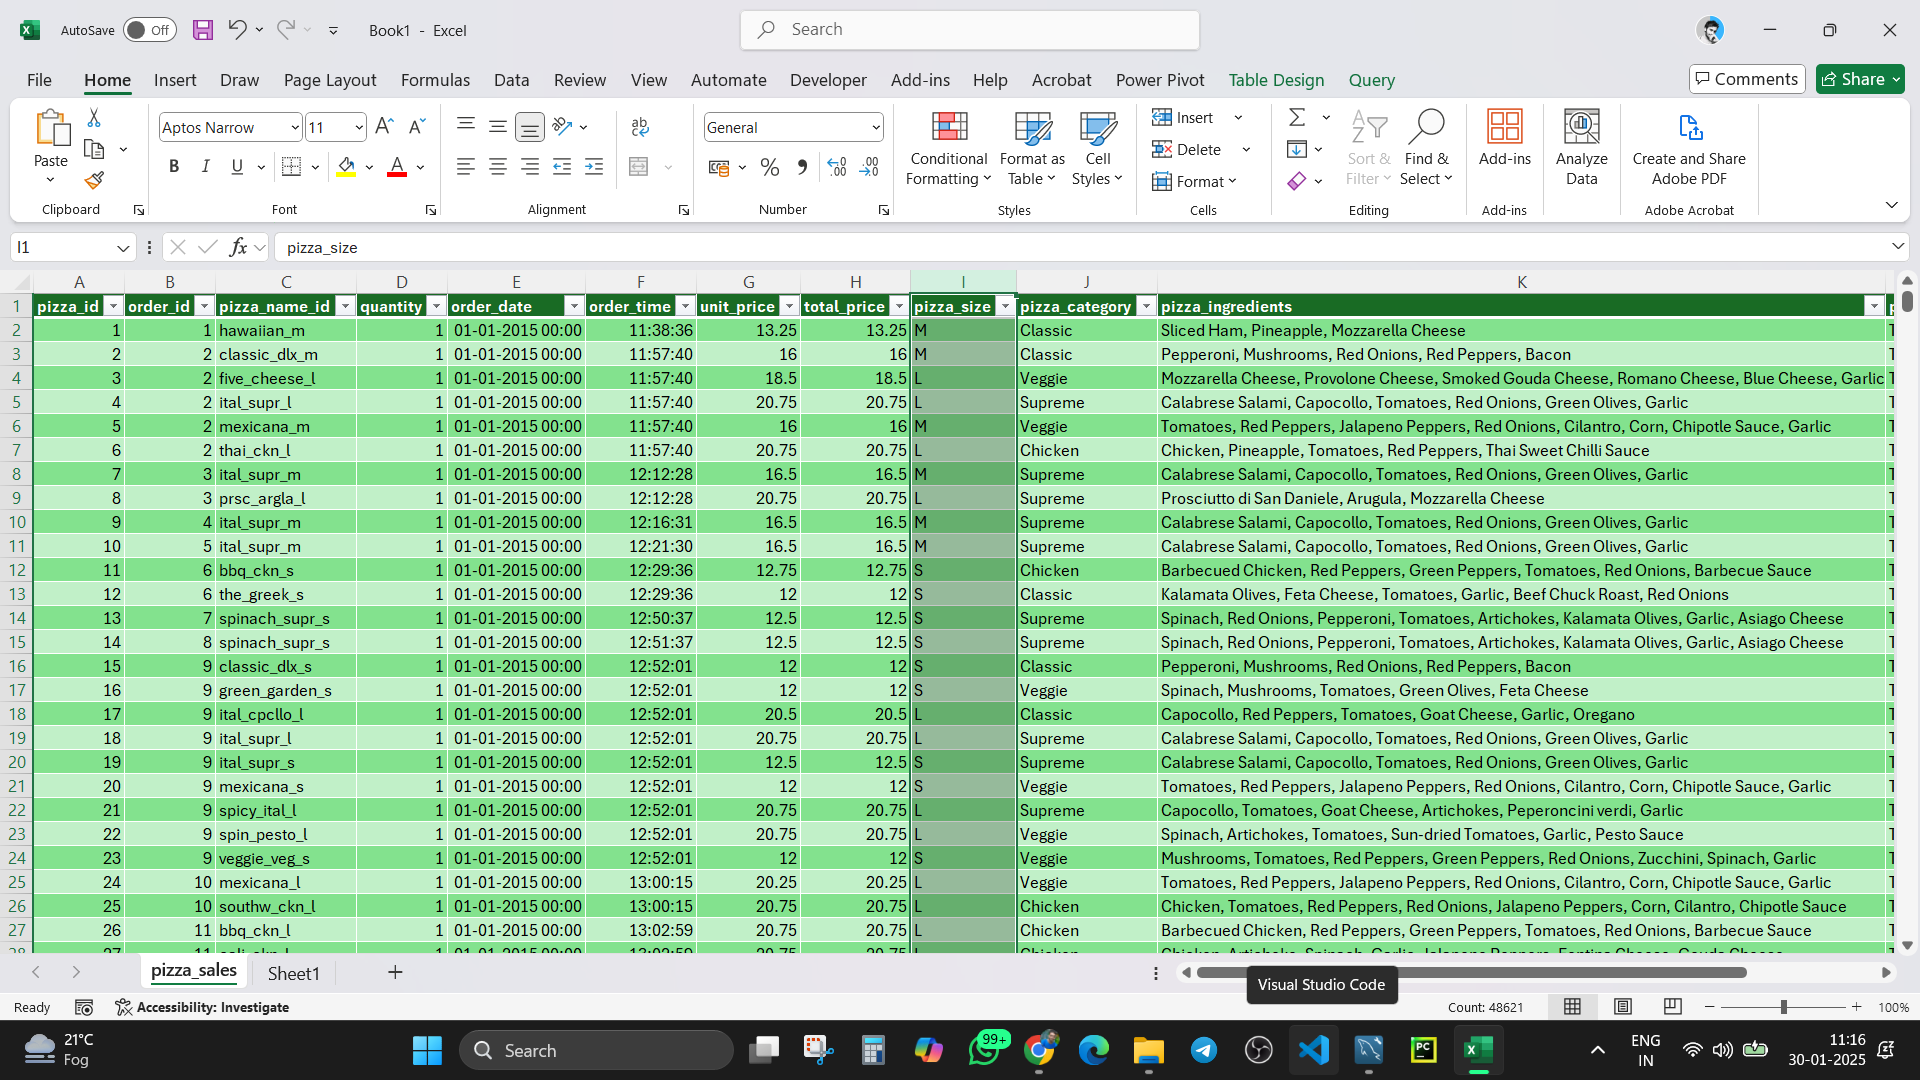 AutoSave Off Book1 - Excel Search
File Home Insert Draw Page Layout Formulas Data Review View Automate Developer Add-ins Help Acrobat Power Pivot Table Design Query Comments Share
Paste Aptos Narrow 11 General Conditional Formatting Format as Table Cell Styles Insert Delete Format Sort & Filter Find & Select Add-ins Analyze Data Create and Share Adobe PDF
Clipboard Font Alignment Number Styles Cells Editing Add-ins Adobe Acrobat
I1 fx pizza_size
A B C D E F G H I J K
1 pizza_id order_id pizza_name_id quantity order_date order_time unit_price total_price pizza_size pizza_category pizza_ingredients
2 1 1 hawaiian_m 1 01-01-2015 00:00 11:38:36 13.25 13.25 M Classic Sliced Ham, Pineapple, Mozzarella Cheese T
3 2 2 classic_dlx_m 1 01-01-2015 00:00 11:57:40 16 16 M Classic Pepperoni, Mushrooms, Red Onions, Red Peppers, Bacon T
4 3 2 five_cheese_l 1 01-01-2015 00:00 11:57:40 18.5 18.5 L Veggie Mozzarella Cheese, Provolone Cheese, Smoked Gouda Cheese, Romano Cheese, Blue Cheese, Garlic T
5 4 2 ital_supr_l 1 01-01-2015 00:00 11:57:40 20.75 20.75 L Supreme Calabrese Salami, Capocollo, Tomatoes, Red Onions, Green Olives, Garlic T
6 5 2 mexicana_m 1 01-01-2015 00:00 11:57:40 16 16 M Veggie Tomatoes, Red Peppers, Jalapeno Peppers, Red Onions, Cilantro, Corn, Chipotle Sauce, Garlic T
7 6 2 thai_ckn_l 1 01-01-2015 00:00 11:57:40 20.75 20.75 L Chicken Chicken, Pineapple, Tomatoes, Red Peppers, Thai Sweet Chilli Sauce T
8 7 3 ital_supr_m 1 01-01-2015 00:00 12:12:28 16.5 16.5 M Supreme Calabrese Salami, Capocollo, Tomatoes, Red Onions, Green Olives, Garlic T
9 8 3 prsc_argla_l 1 01-01-2015 00:00 12:12:28 20.75 20.75 L Supreme Prosciutto di San Daniele, Arugula, Mozzarella Cheese T
10 9 4 ital_supr_m 1 01-01-2015 00:00 12:16:31 16.5 16.5 M Supreme Calabrese Salami, Capocollo, Tomatoes, Red Onions, Green Olives, Garlic T
11 10 5 ital_supr_m 1 01-01-2015 00:00 12:21:30 16.5 16.5 M Supreme Calabrese Salami, Capocollo, Tomatoes, Red Onions, Green Olives, Garlic T
12 11 6 bbq_ckn_s 1 01-01-2015 00:00 12:29:36 12.75 12.75 S Chicken Barbecued Chicken, Red Peppers, Green Peppers, Tomatoes, Red Onions, Barbecue Sauce T
13 12 6 the_greek_s 1 01-01-2015 00:00 12:29:36 12 12 S Classic Kalamata Olives, Feta Cheese, Tomatoes, Garlic, Beef Chuck Roast, Red Onions T
14 13 7 spinach_supr_s 1 01-01-2015 00:00 12:50:37 12.5 12.5 S Supreme Spinach, Red Onions, Pepperoni, Tomatoes, Artichokes, Kalamata Olives, Garlic, Asiago Cheese T
15 14 8 spinach_supr_s 1 01-01-2015 00:00 12:51:37 12.5 12.5 S Supreme Spinach, Red Onions, Pepperoni, Tomatoes, Artichokes, Kalamata Olives, Garlic, Asiago Cheese T
16 15 9 classic_dlx_s 1 01-01-2015 00:00 12:52:01 12 12 S Classic Pepperoni, Mushrooms, Red Onions, Red Peppers, Bacon T
17 16 9 green_garden_s 1 01-01-2015 00:00 12:52:01 12 12 S Veggie Spinach, Mushrooms, Tomatoes, Green Olives, Feta Cheese T
18 17 9 ital_cpcllo_l 1 01-01-2015 00:00 12:52:01 20.5 20.5 L Classic Capocollo, Red Peppers, Tomatoes, Goat Cheese, Garlic, Oregano T
19 18 9 ital_supr_l 1 01-01-2015 00:00 12:52:01 20.75 20.75 L Supreme Calabrese Salami, Capocollo, Tomatoes, Red Onions, Green Olives, Garlic T
20 19 9 ital_supr_s 1 01-01-2015 00:00 12:52:01 12.5 12.5 S Supreme Calabrese Salami, Capocollo, Tomatoes, Red Onions, Green Olives, Garlic T
21 20 9 mexicana_s 1 01-01-2015 00:00 12:52:01 12 12 S Veggie Tomatoes, Red Peppers, Jalapeno Peppers, Red Onions, Cilantro, Corn, Chipotle Sauce, Garlic T
22 21 9 spicy_ital_l 1 01-01-2015 00:00 12:52:01 20.75 20.75 L Supreme Capocollo, Tomatoes, Goat Cheese, Artichokes, Peperoncini verdi, Garlic T
23 22 9 spin_pesto_l 1 01-01-2015 00:00 12:52:01 20.75 20.75 L Veggie Spinach, Artichokes, Tomatoes, Sun-dried Tomatoes, Garlic, Pesto Sauce T
24 23 9 veggie_veg_s 1 01-01-2015 00:00 12:52:01 12 12 S Veggie Mushrooms, Tomatoes, Red Peppers, Green Peppers, Red Onions, Zucchini, Spinach, Garlic T
25 24 10 mexicana_l 1 01-01-2015 00:00 13:00:15 20.25 20.25 L Veggie Tomatoes, Red Peppers, Jalapeno Peppers, Red Onions, Cilantro, Corn, Chipotle Sauce, Garlic T
26 25 10 southw_ckn_l 1 01-01-2015 00:00 13:00:15 20.75 20.75 L Chicken Chicken, Tomatoes, Red Peppers, Red Onions, Jalapeno Peppers, Corn, Cilantro, Chipotle Sauce T
27 26 11 bbq_ckn_l 1 01-01-2015 00:00 13:02:59 20.75 20.75 L Chicken Barbecued Chicken, Red Peppers, Green Peppers, Tomatoes, Red Onions, Barbecue Sauce T
pizza_sales Sheet1
Visual Studio Code
Ready Accessibility: Investigate Count: 48621 100%
21°C Fog Search 99+ PC ENG IN 11:16 30-01-2025